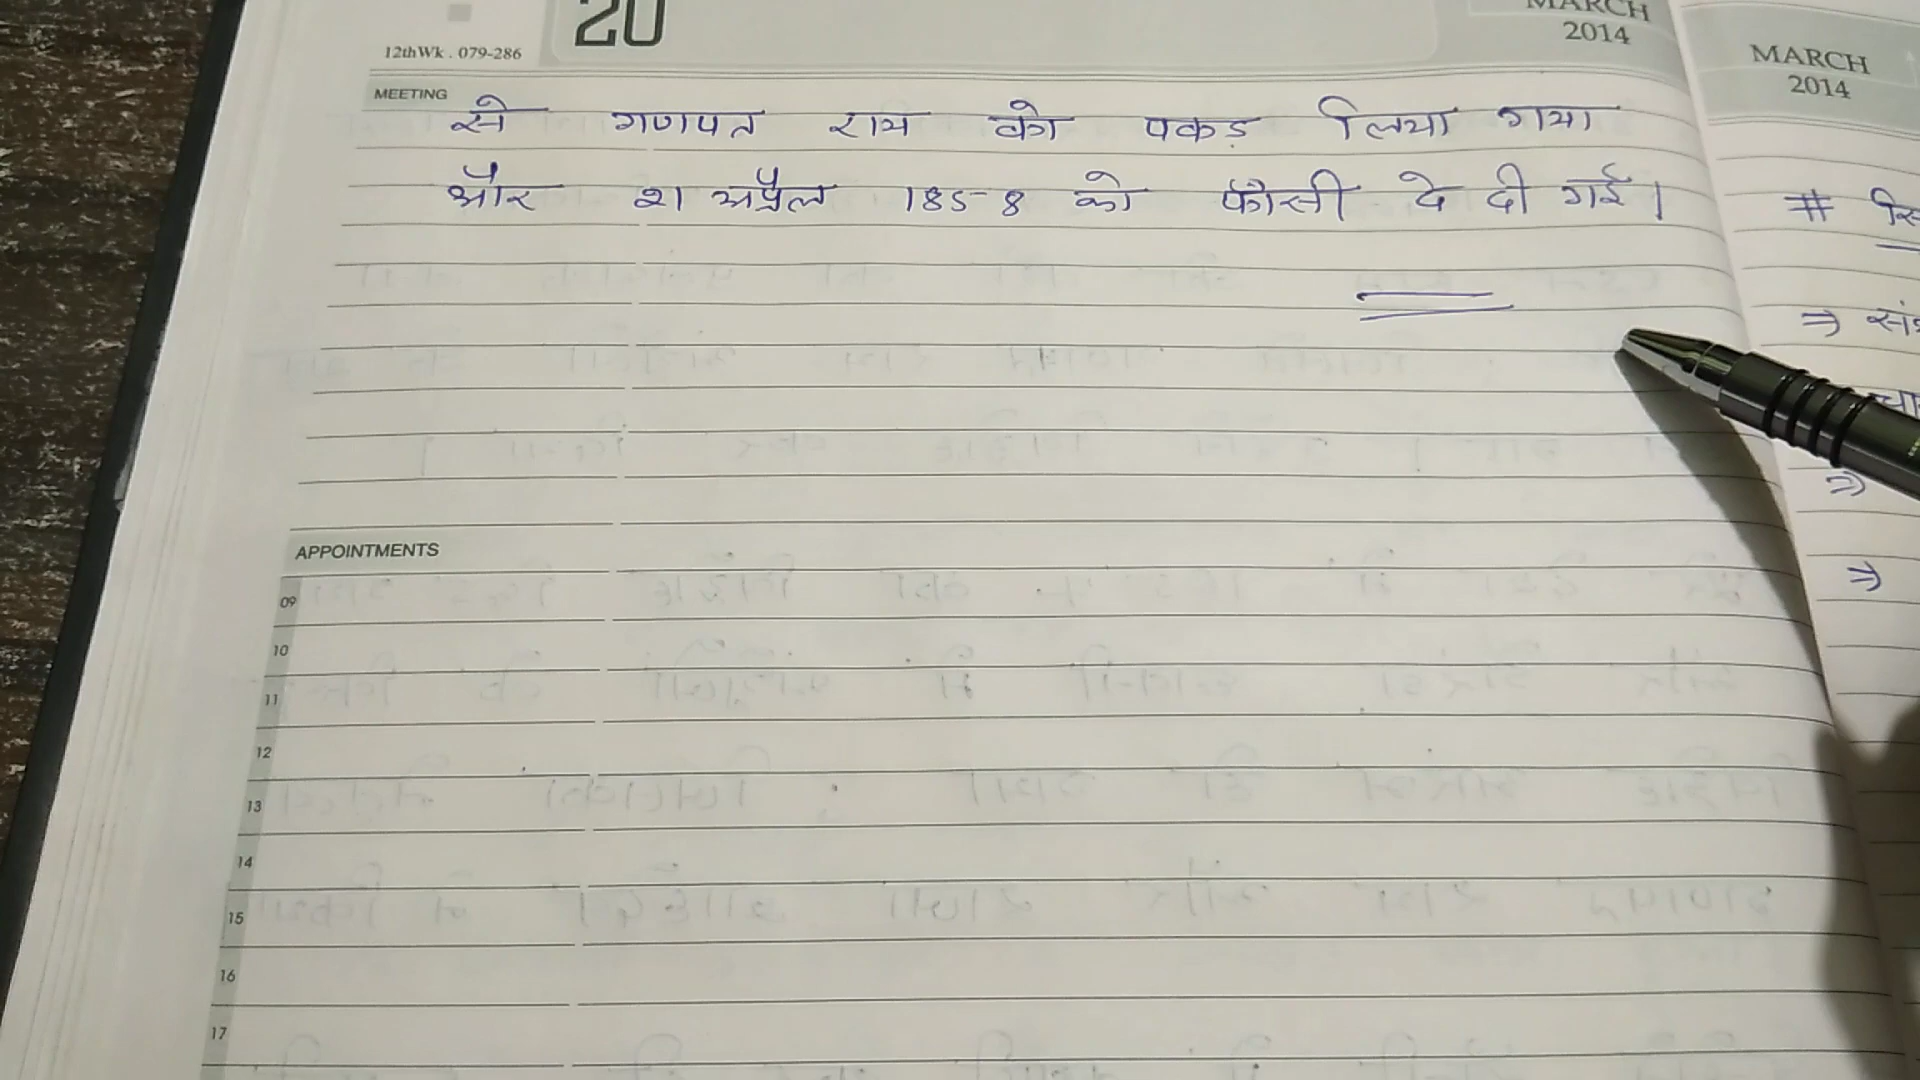 20
MARCH
2014
12thWk . 079-286
MEETING
से गणपत राय को पकड़ लिया गया
और 21 अप्रैल 1858 को फाँसी दे दी गई।
APPOINTMENTS
09
10
11
12
13
14
15
16
17
MARCH
2014
#
⇒
⇒
⇒